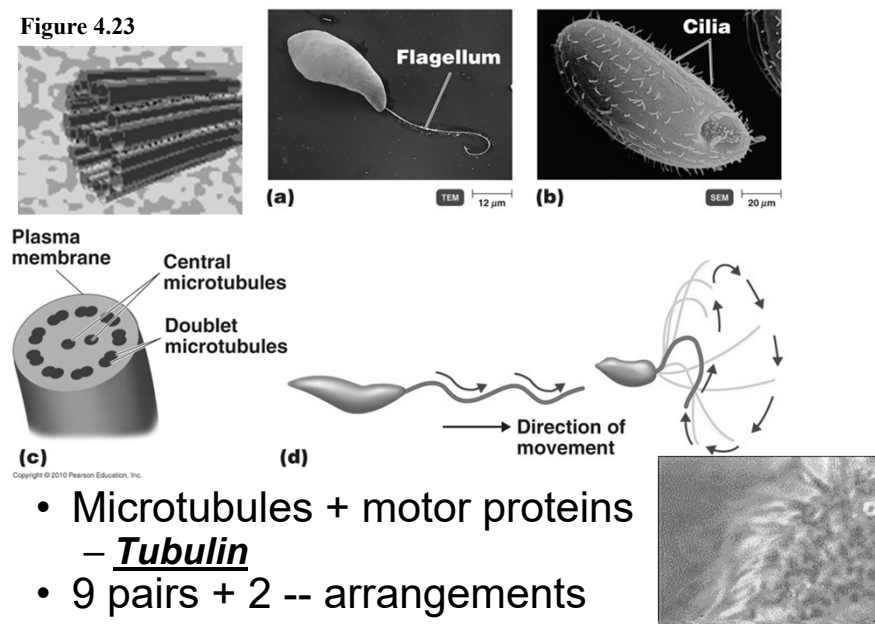 Figure 4.23
Flagellum
(a)
TEM
12 µm
Cilia
(b)
SEM
20 µm
Plasma
membrane
Central
microtubules
Doublet
microtubules
(c)
Copyright © 2010 Pearson Education, Inc.
Direction of
movement
(d)
• Microtubules + motor proteins
– Tubulin
• 9 pairs + 2 -- arrangements